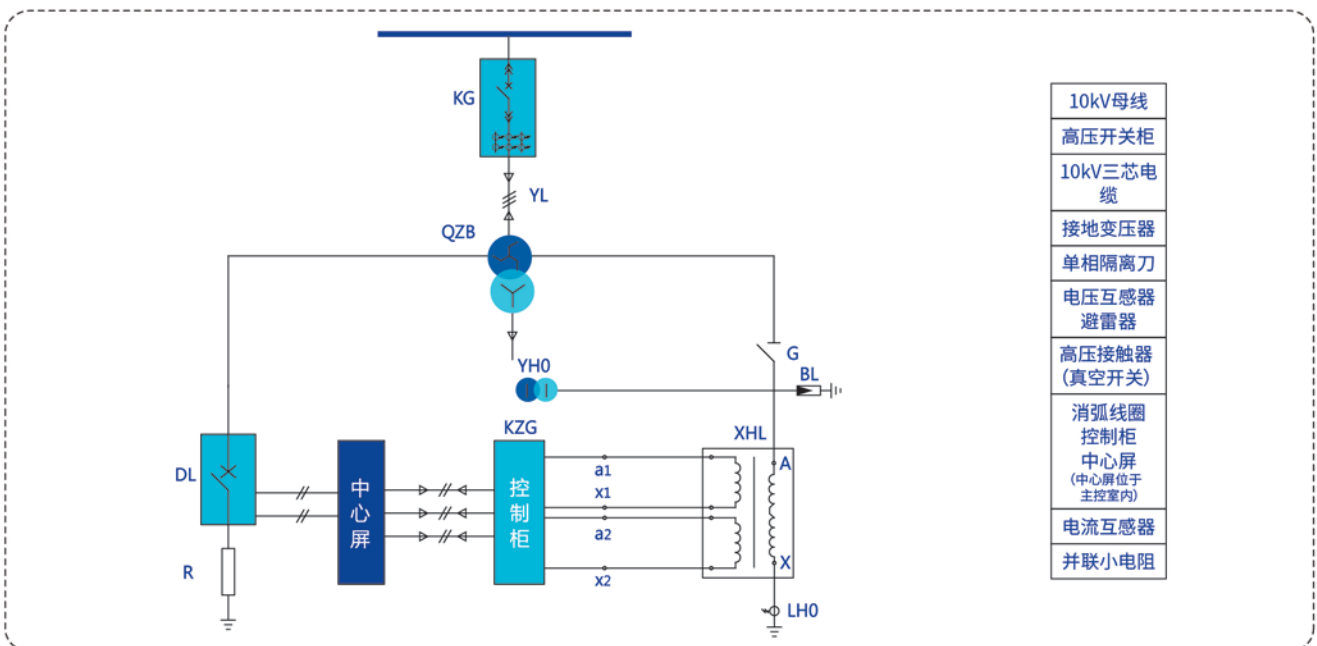 KG
YL
QZB
G
YH0
BL
KZG
XHL
DL
中心屏
控制柜
a1
x1
a2
x2
A
X
R
LH0
10kV母线
高压开关柜
10kV三芯电
缆
接地变压器
单相隔离刀
电压互感器
避雷器
高压接触器
(真空开关)
消弧线圈
控制柜
中心屏
(中心屏位于
主控室内)
电流互感器
并联小电阻